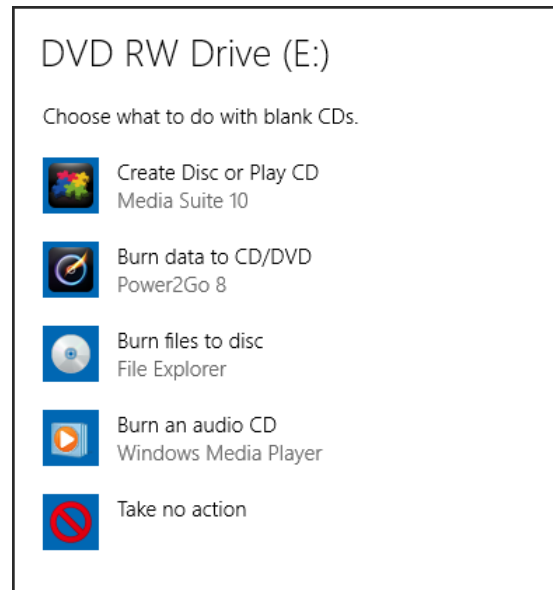 DVD RW Drive (E:)
Choose what to do with blank CDs.
Create Disc or Play CD
Media Suite 10
Burn data to CD/DVD
Power2Go 8
Burn files to disc
File Explorer
Burn an audio CD
Windows Media Player
Take no action